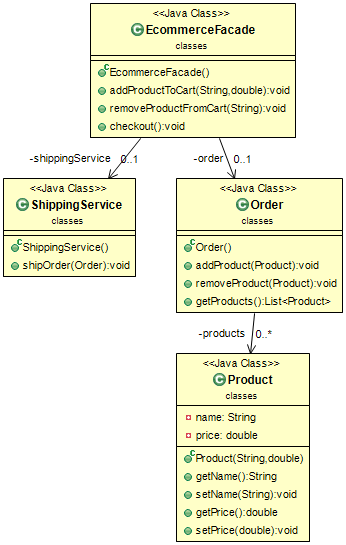 <<Java Class>>
EcommerceFacade
classes
EcommerceFacade()
addProductToCart(String,double):void
removeProductFromCart(String):void
checkout():void
-shippingService 0..1
-order 0..1
<<Java Class>>
ShippingService
classes
ShippingService()
shipOrder(Order):void
<<Java Class>>
Order
classes
Order()
addProduct(Product):void
removeProduct(Product):void
getProducts():List<Product>
-products 0..*
<<Java Class>>
Product
classes
name: String
price: double
Product(String,double)
getName():String
setName(String):void
getPrice():double
setPrice(double):void